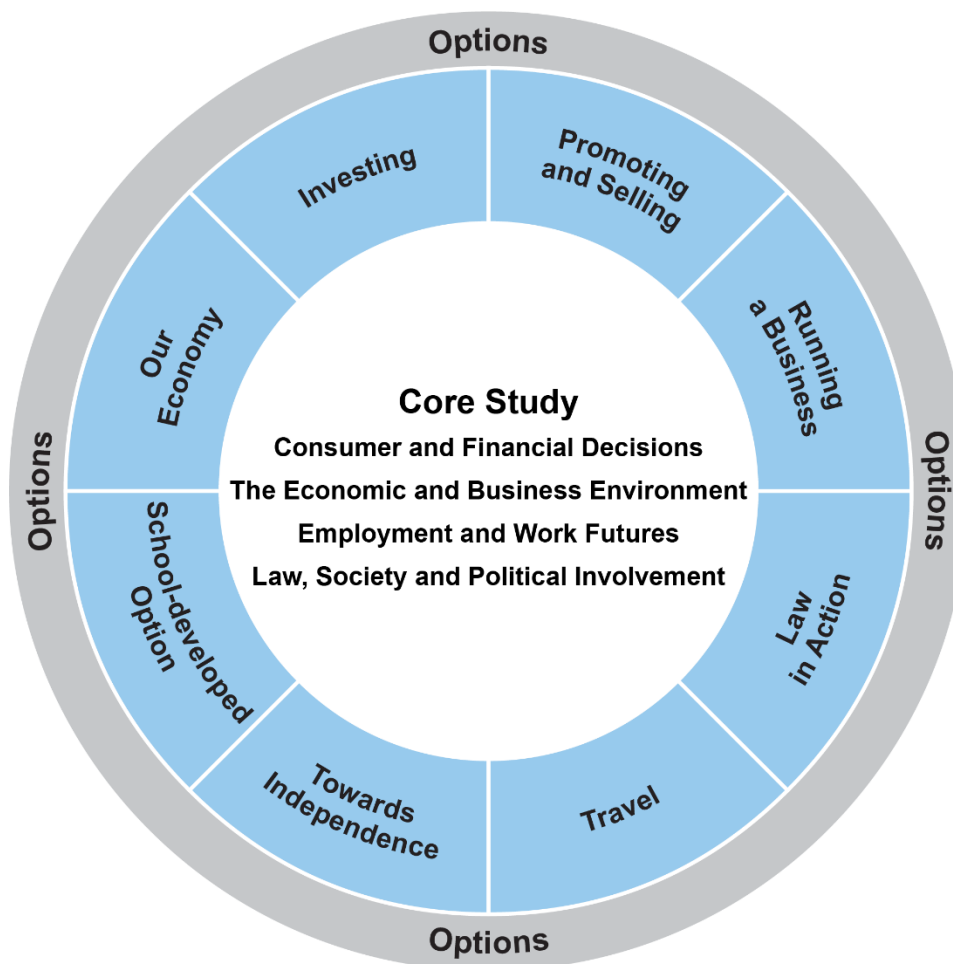 Options
Promoting
and Selling
Running
a Business
Options
Law
in Action
Travel
Options
Towards
Independence
School-developed
Option
Options
Our
Economy
Investing
Core Study
Consumer and Financial Decisions
The Economic and Business Environment
Employment and Work Futures
Law, Society and Political Involvement